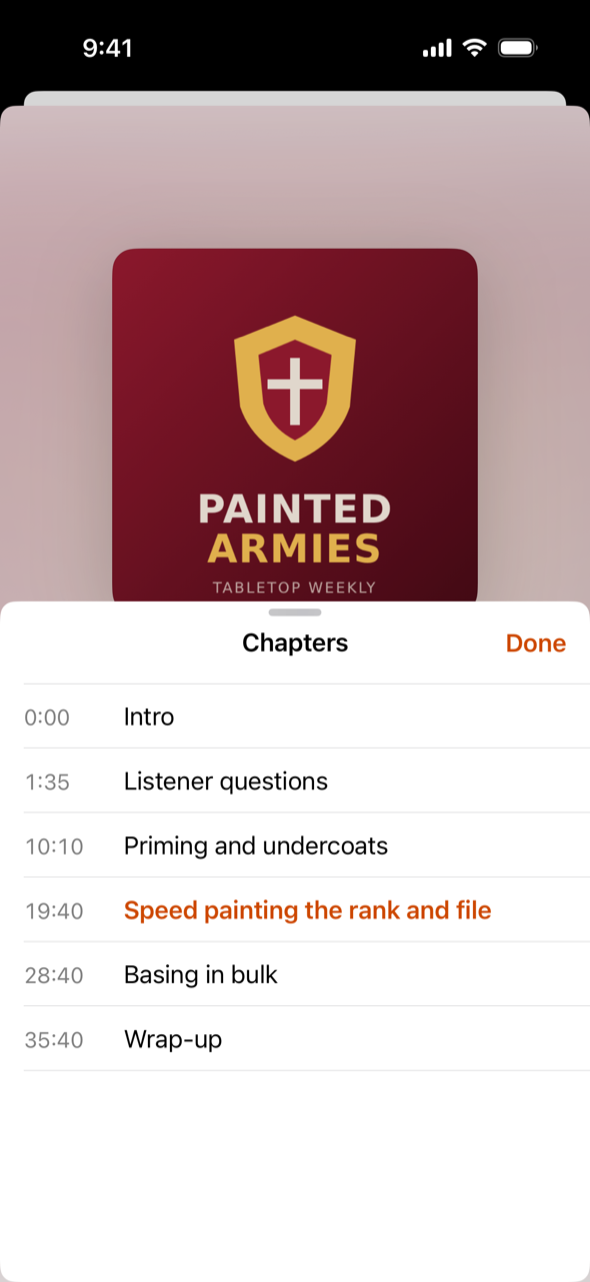 9:41
PAINTED
ARMIES
TABLETOP WEEKLY
Chapters
Done
0:00 Intro
1:35 Listener questions
10:10 Priming and undercoats
19:40 Speed painting the rank and file
28:40 Basing in bulk
35:40 Wrap-up